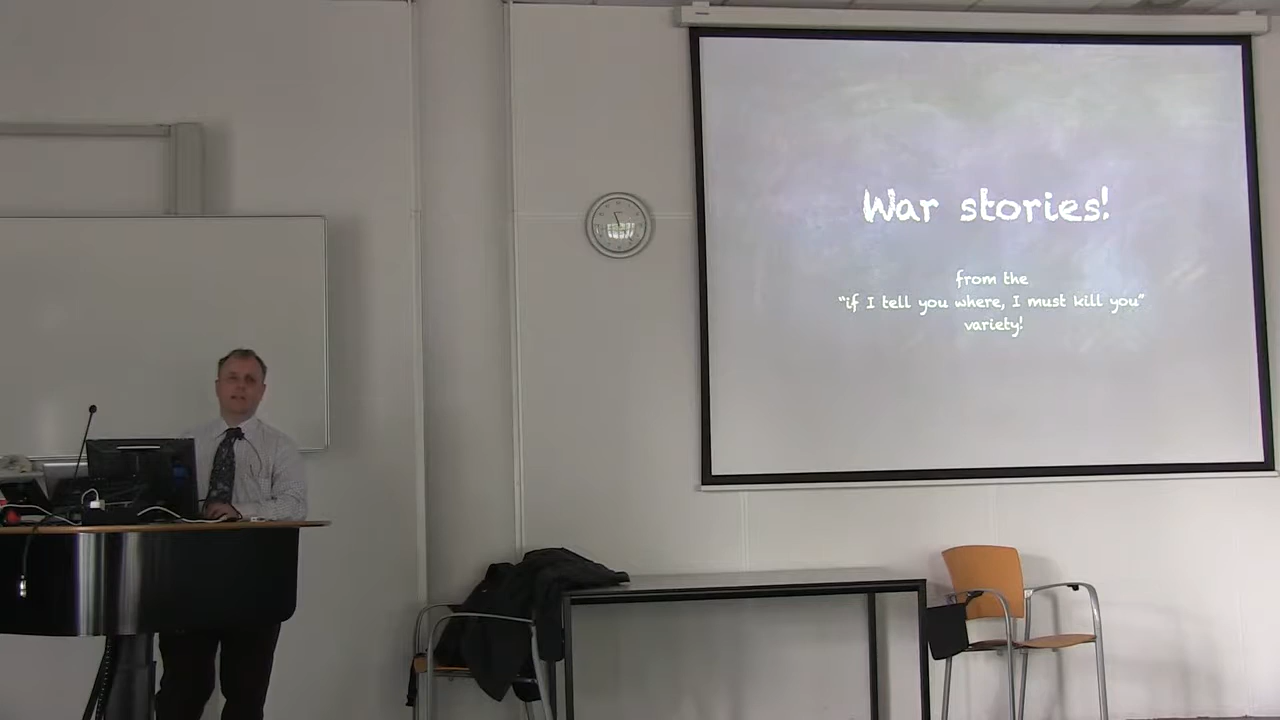 War stories!
from the
"if I tell you where, I must kill you"
variety!